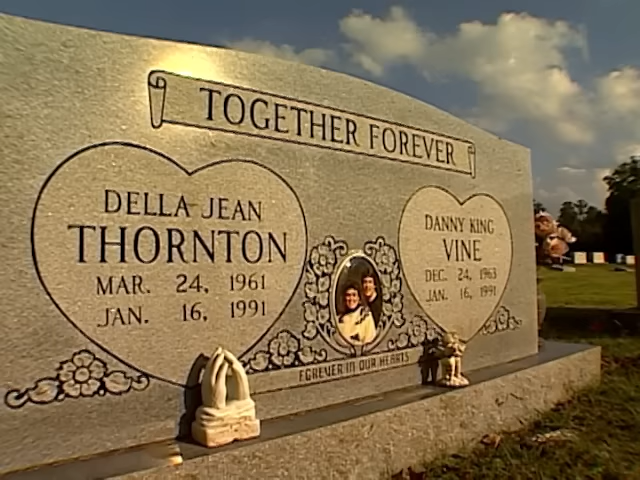 TOGETHER FOREVER
DELLA JEAN
THORNTON
MAR. 24, 1961
JAN. 16, 1991
DANNY KING
VINE
DEC. 24, 1963
JAN. 16, 1991
FOREVER IN OUR HEARTS